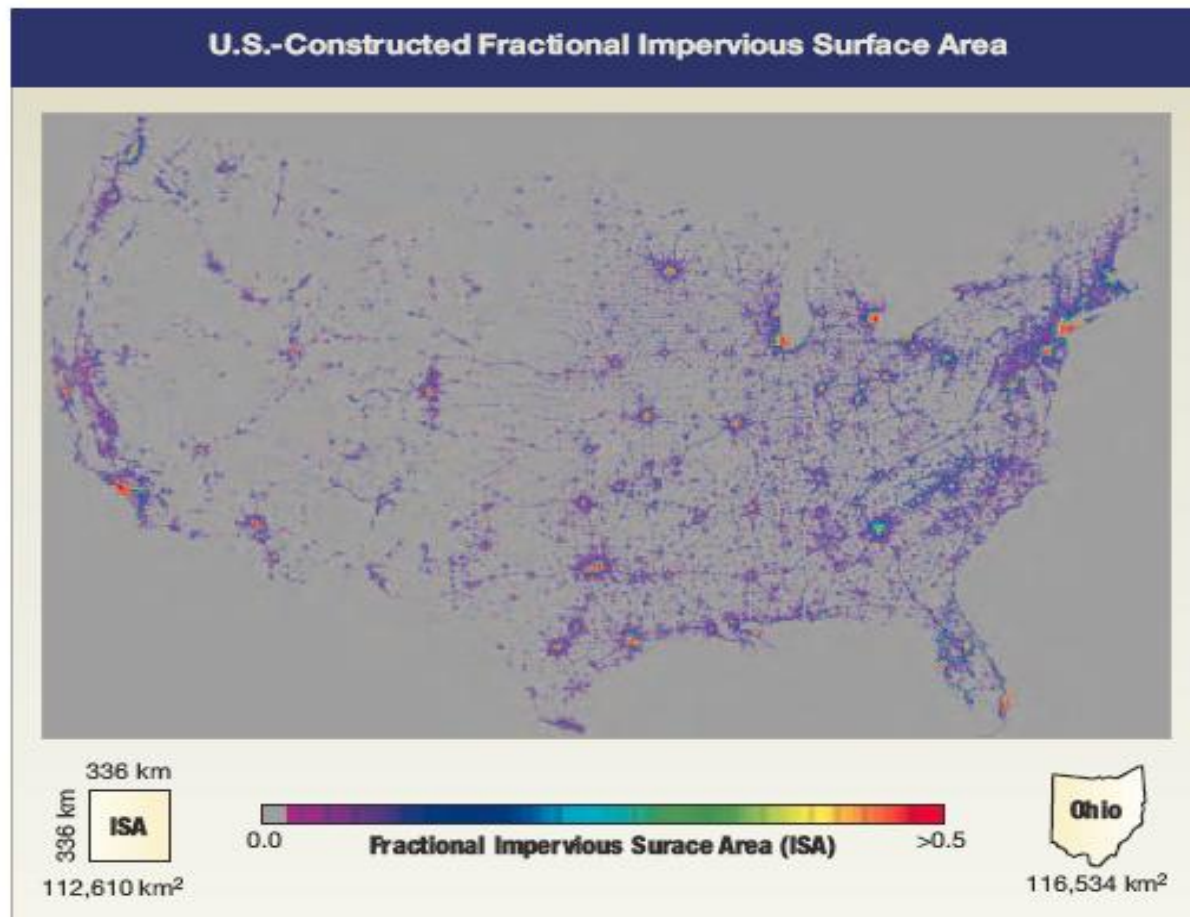 U.S.-Constructed Fractional Impervious Surface Area
336 km
336 km
ISA
112,610 km²
0.0
Fractional Impervious Surace Area (ISA)
>0.5
Ohio
116,534 km²